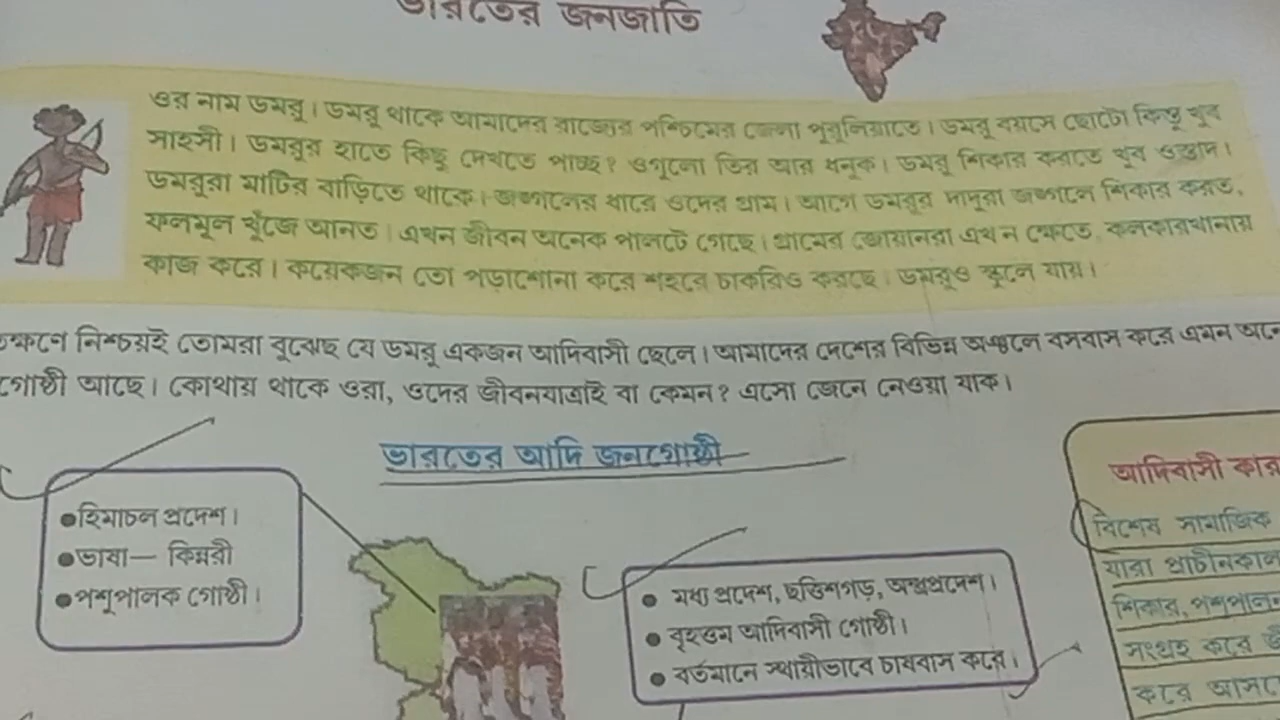 ভারতের জনজাতি
ওর নাম ডমরু। ডমরু থাকে আমাদের রাজ্যের পশ্চিমের জেলা পুরুলিয়াতে। ডমরু বয়সে ছোটো কিন্তু খুব
সাহসী। ডমরুর হাতে কিছু দেখতে পাচ্ছ? ওগুলো তির আর ধনুক। ডমরু শিকার করতে খুব ওস্তাদ।
ডমরুরা মাটির বাড়িতে থাকে। জঙ্গলের ধারে ওদের গ্রাম। আগে ডমরুর দাদুরা জঙ্গলে শিকার করত,
ফলমূল খুঁজে আনত। এখন জীবন অনেক পালটে গেছে। গ্রামের জোয়ানরা এখন ক্ষেতে, কলকারখানায়
কাজ করে। কয়েকজন তো পড়াশোনা করে শহরে চাকরিও করছে। ডমরুও স্কুলে যায়।
নিশ্চয়ই তোমরা বুঝেছ যে ডমরু একজন আদিবাসী ছেলে। আমাদের দেশের বিভিন্ন অঞ্চলে বসবাস করে এমন
গোষ্ঠী আছে। কোথায় থাকে ওরা, ওদের জীবনযাত্রাই বা কেমন? এসো জেনে নেওয়া যাক।
ভারতের আদি জনগোষ্ঠী
●হিমাচল প্রদেশ।
●ভাষা— কিন্নরী
●পশুপালক গোষ্ঠী।
● মধ্য প্রদেশ, ছত্তিশগড়, অন্ধ্রপ্রদেশ।
● বৃহত্তম আদিবাসী গোষ্ঠী।
● বর্তমানে স্থায়ীভাবে চাষবাস করে।
আদিবাসী
বিশেষ সামাজিক
যারা
শিকার,
সংগ্রহ করে
করে